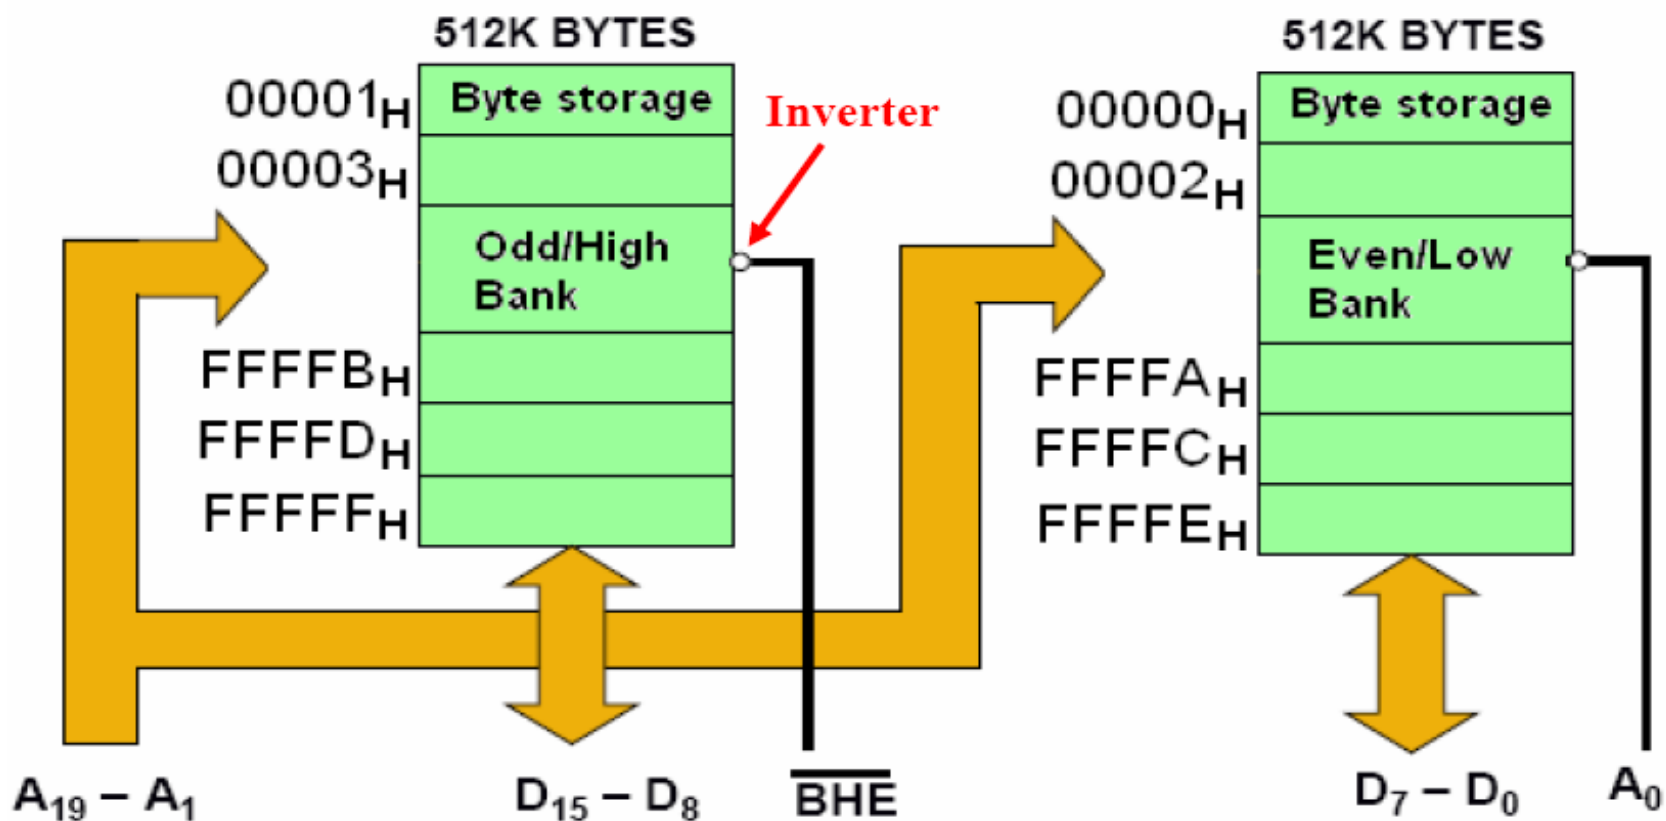 512K BYTES
512K BYTES
00001H
Byte storage
Inverter
00000H
Byte storage
00003H
00002H
Odd/High
Bank
Even/Low
Bank
FFFFBH
FFFFAH
FFFFDH
FFFFCH
FFFFFH
FFFFEH
A19 – A1
D15 – D8
B̅H̅E̅
D7 – D0
A0